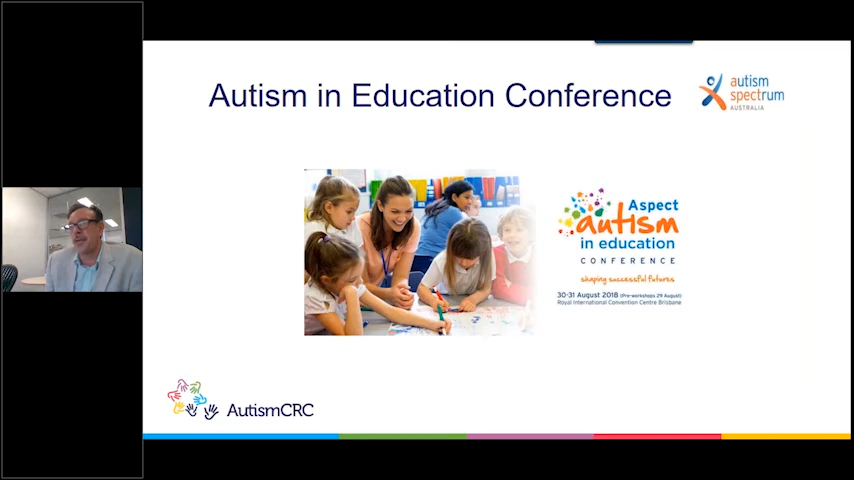 Autism in Education Conference
autism
spectrum
AUSTRALIA
Aspect
autism
in education
CONFERENCE
shaping successful futures
30-31 August 2018 (Pre-workshops 29 August)
Royal International Convention Centre Brisbane
AutismCRC